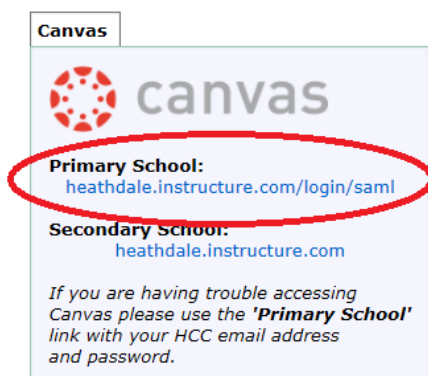 Canvas
canvas
Primary School:
heathdale.instructure.com/login/saml
Secondary School:
heathdale.instructure.com
If you are having trouble accessing
Canvas please use the 'Primary School'
link with your HCC email address
and password.